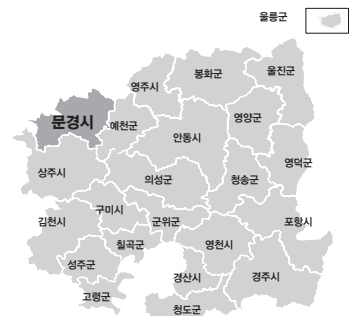 울릉군
봉화군
울진군
영주시
문경시
예천군
영양군
안동시
영덕군
상주시
의성군
청송군
구미시
김천시
군위군
포항시
칠곡군
영천시
성주군
경산시
경주시
고령군
청도군